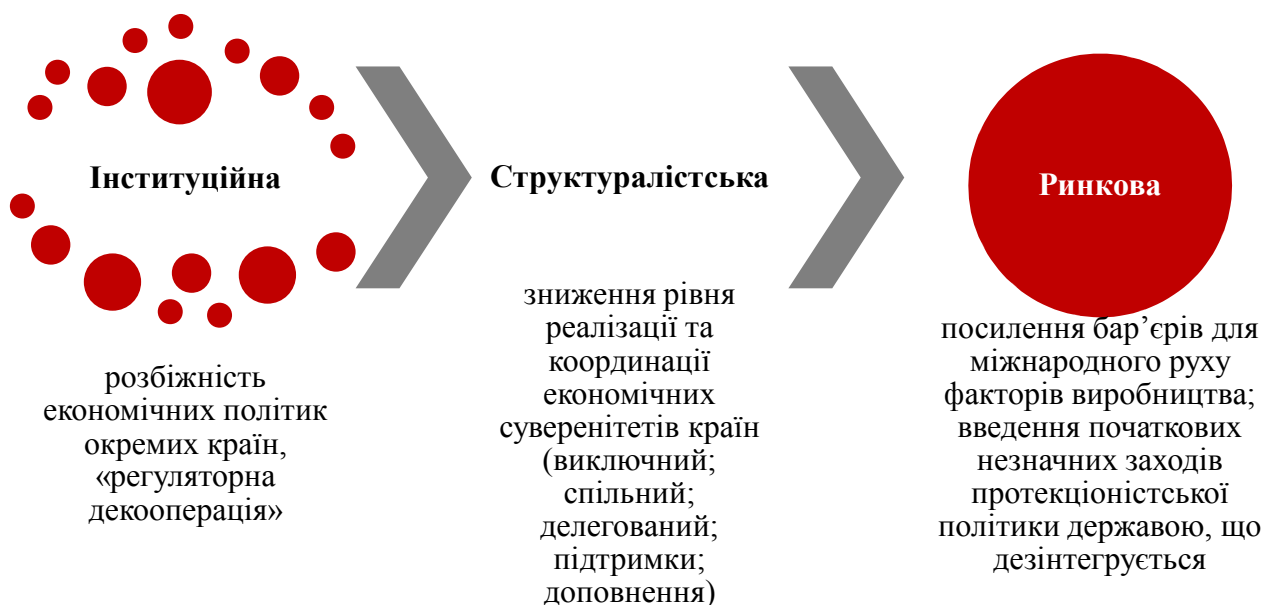 Інституційна
розбіжність
економічних політик
окремих країн,
«регуляторна
декооперація»
Структуралістська
зниження рівня
реалізації та
координації
економічних
суверенітетів країн
(виключний;
спільний;
делегований;
підтримки;
доповнення)
Ринкова
посилення бар’єрів для
міжнародного руху
факторів виробництва;
введення початкових
незначних заходів
протекціоністської
політики державою, що
дезінтегрується